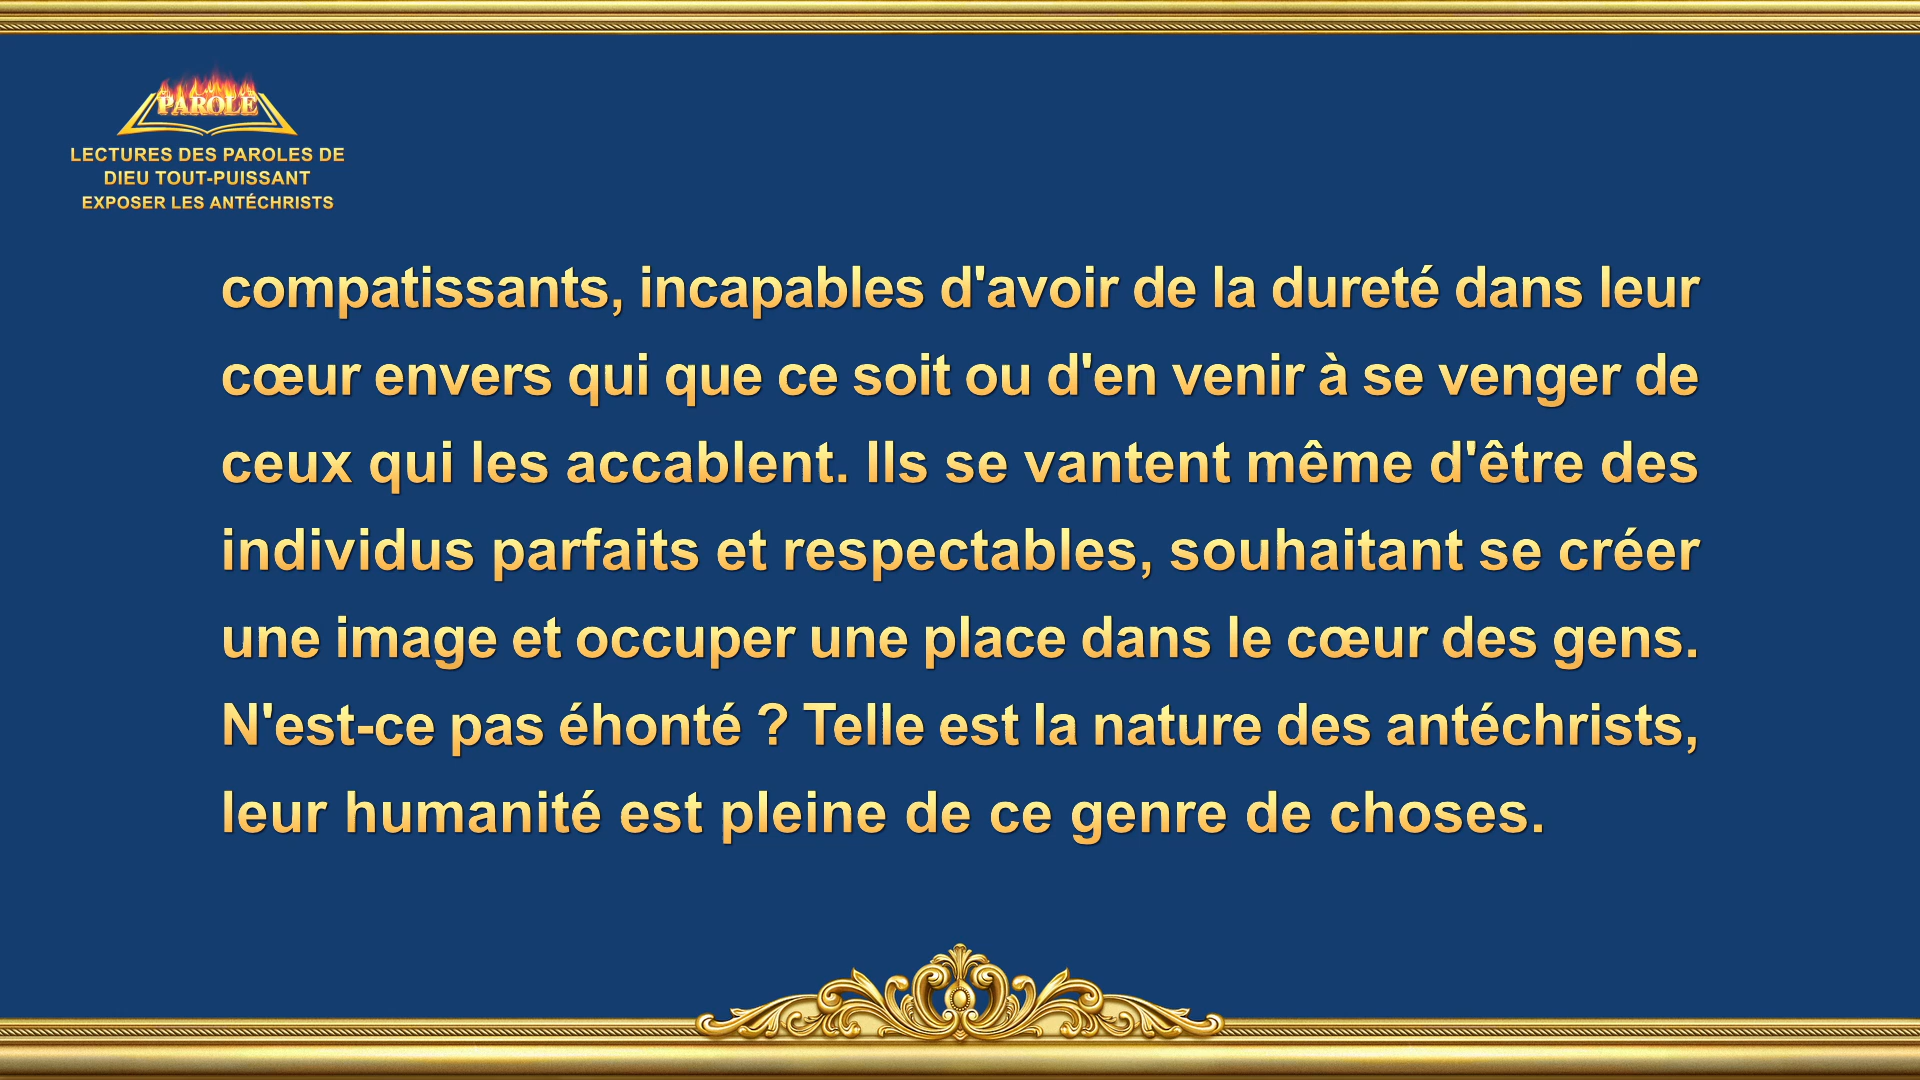 PAROLE
LECTURES DES PAROLES DE
DIEU TOUT-PUISSANT
EXPOSER LES ANTÉCHRISTS
compatissants, incapables d'avoir de la dureté dans leur
cœur envers qui que ce soit ou d'en venir à se venger de
ceux qui les accablent. Ils se vantent même d'être des
individus parfaits et respectables, souhaitant se créer
une image et occuper une place dans le cœur des gens.
N'est-ce pas éhonté ? Telle est la nature des antéchrists,
leur humanité est pleine de ce genre de choses.